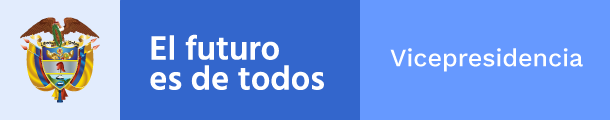 El futuro
es de todos
Vicepresidencia